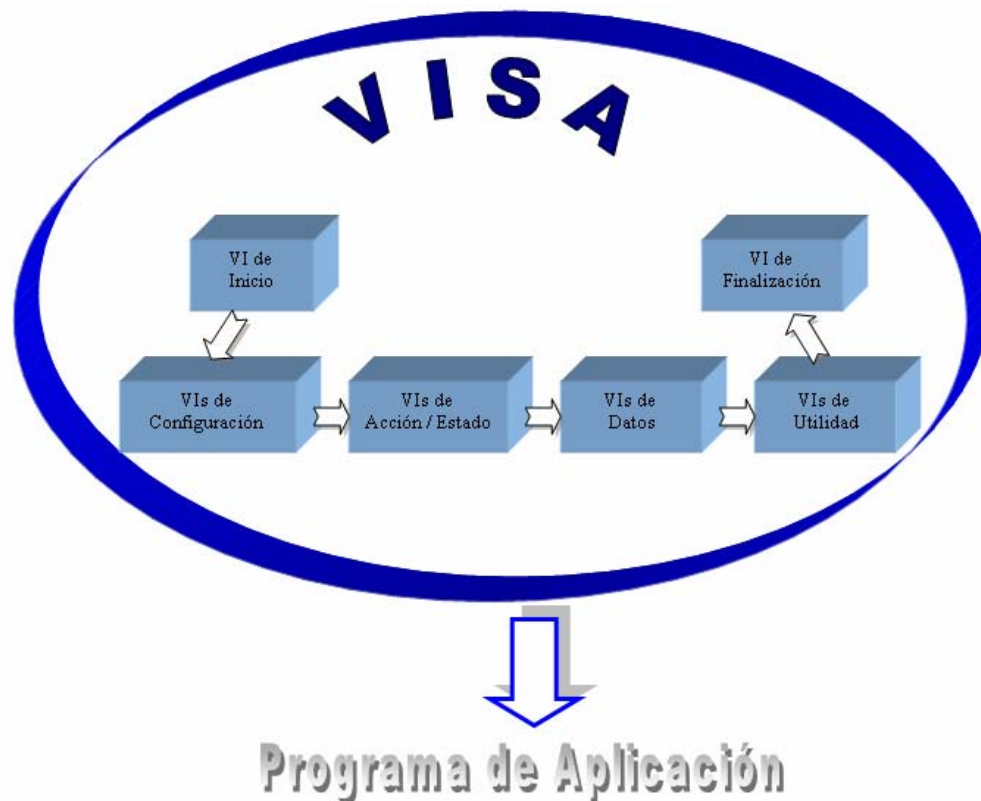 VISA
VI de
Inicio
VI de
Finalización
VIs de
Configuración
VIs de
Acción / Estado
VIs de
Datos
VIs de
Utilidad
Programa de Aplicación